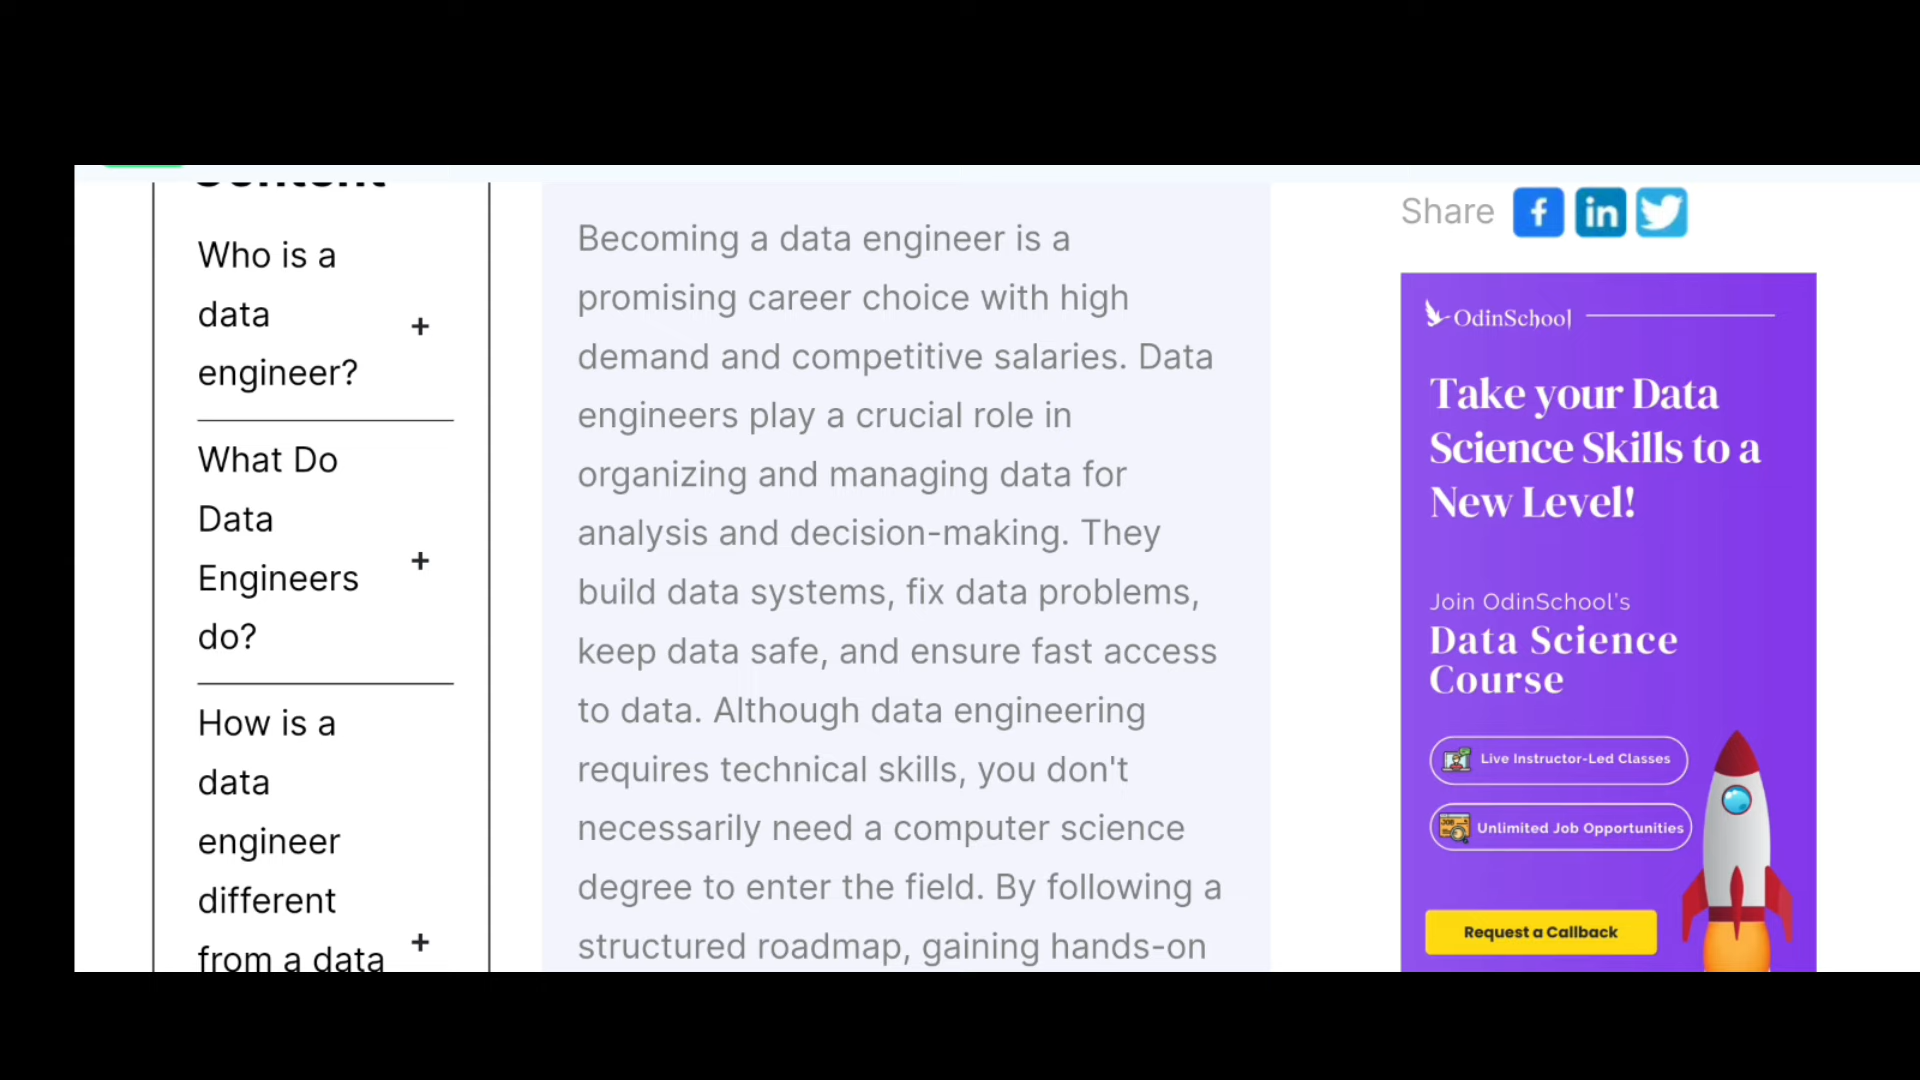 Content
Who is a
data
engineer?
+
What Do
Data
Engineers
do?
+
How is a
data
engineer
different
from a data
+
Becoming a data engineer is a
promising career choice with high
demand and competitive salaries. Data
engineers play a crucial role in
organizing and managing data for
analysis and decision-making. They
build data systems, fix data problems,
keep data safe, and ensure fast access
to data. Although data engineering
requires technical skills, you don't
necessarily need a computer science
degree to enter the field. By following a
structured roadmap, gaining hands-on
Share
OdinSchool
Take your Data
Science Skills to a
New Level!
Join OdinSchool's
Data Science
Course
Live Instructor-Led Classes
Unlimited Job Opportunities
Request a Callback